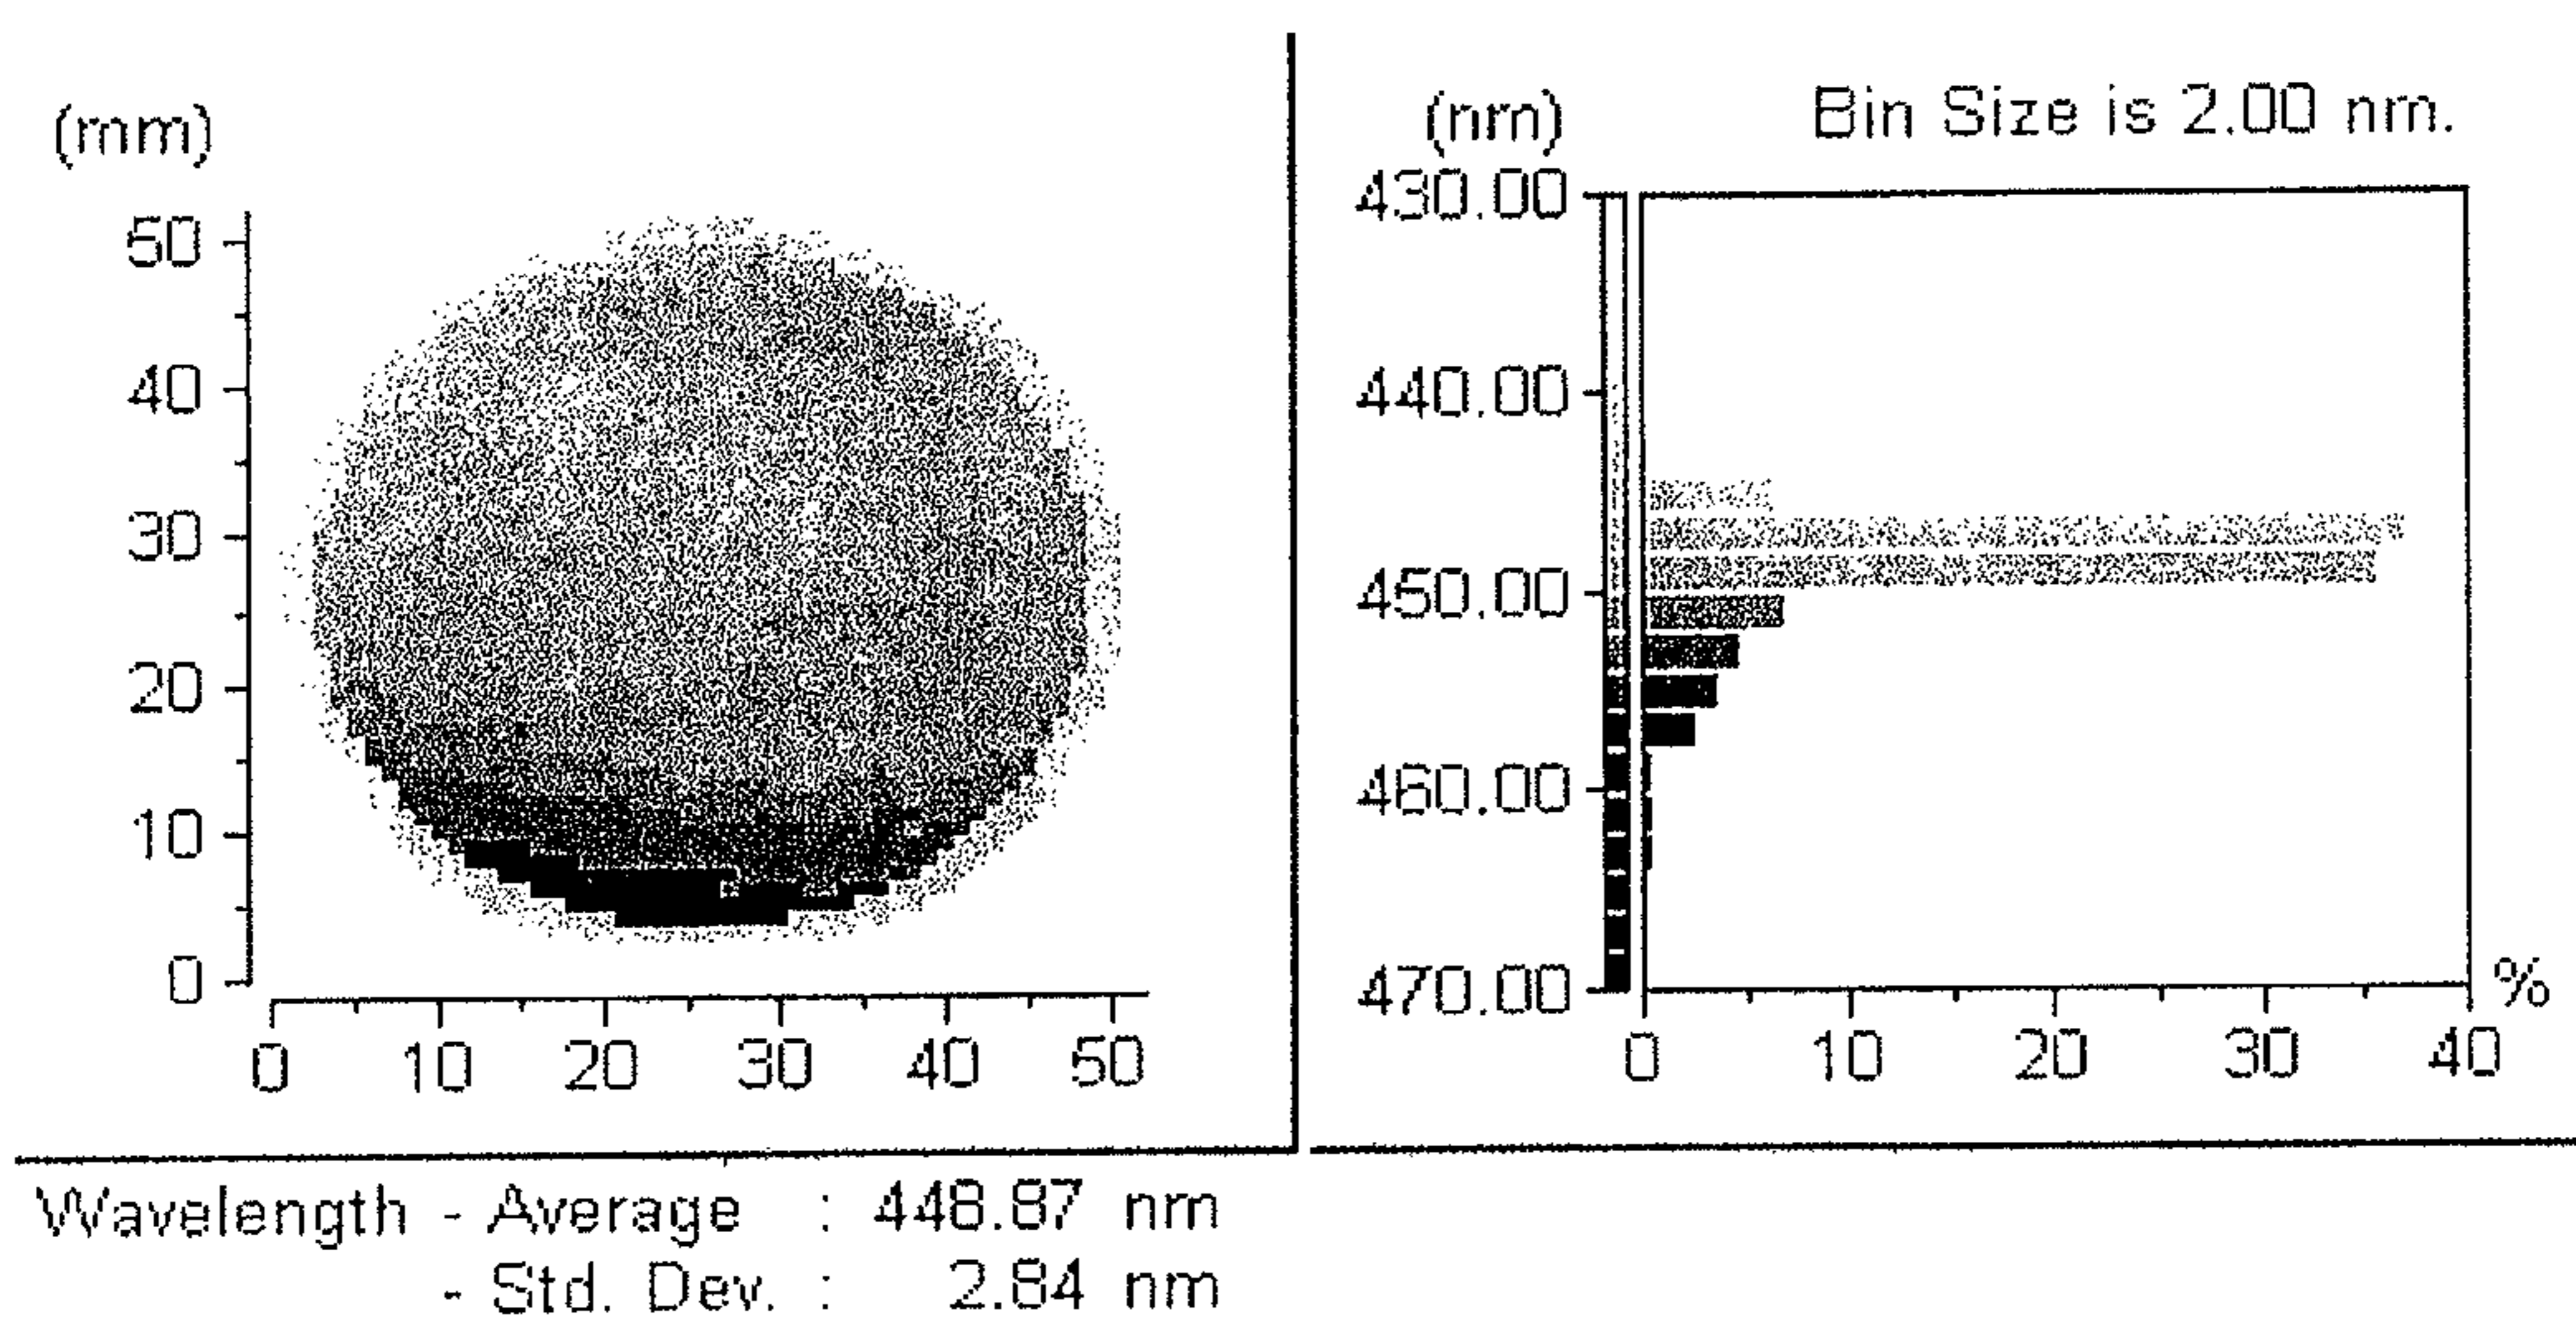 (mm)
50
40
30
20
10
0
0 10 20 30 40 50
(nm) Bin Size is 2.00 nm.
430.00
440.00
450.00
460.00
470.00
%
0 10 20 30 40
Wavelength - Average : 448.87 nm
- Std. Dev. : 2.84 nm